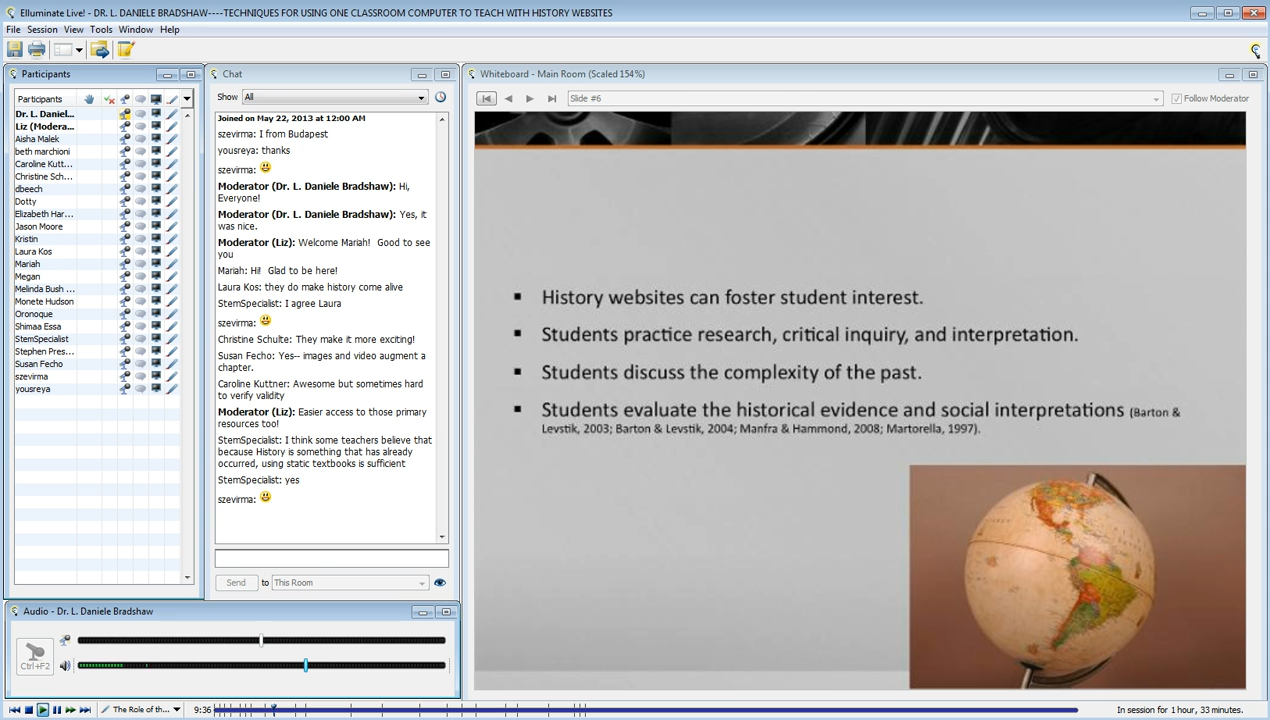 Elluminate Live! - DR. L. DANIELE BRADSHAW----TECHNIQUES FOR USING ONE CLASSROOM COMPUTER TO TEACH WITH HISTORY WEBSITES
File Session View Tools Window Help
Participants
Participants
Dr. L. Daniel...
Liz (Modera...
Aisha Malek
beth marchioni
Caroline Kutt...
Christine Sch...
dbeech
Dotty
Elizabeth Har...
Jason Moore
Kristin
Laura Kos
Mariah
Megan
Melinda Bush ...
Monete Hudson
Oronoque
Shimaa Essa
StemSpecialist
Stephen Pres...
Susan Fecho
szevirma
yousreya
Chat
Show All
Joined on May 22, 2013 at 12:00 AM
szevirma: I from Budapest
yousreya: thanks
szevirma:
Moderator (Dr. L. Daniele Bradshaw): Hi,
Everyone!
Moderator (Dr. L. Daniele Bradshaw): Yes, it
was nice.
Moderator (Liz): Welcome Mariah! Good to see
you
Mariah: Hi! Glad to be here!
Laura Kos: they do make history come alive
StemSpecialist: I agree Laura
szevirma:
Christine Schulte: They make it more exciting!
Susan Fecho: Yes-- images and video augment a
chapter.
Caroline Kuttner: Awesome but sometimes hard
to verify validity
Moderator (Liz): Easier access to those primary
resources too!
StemSpecialist: I think some teachers believe that
because History is something that has already
occurred, using static textbooks is sufficient
StemSpecialist: yes
szevirma:
Send to This Room
Whiteboard - Main Room (Scaled 154%)
Slide #6
Follow Moderator
▪ History websites can foster student interest.
▪ Students practice research, critical inquiry, and interpretation.
▪ Students discuss the complexity of the past.
▪ Students evaluate the historical evidence and social interpretations (Barton &
Levstik, 2003; Barton & Levstik, 2004; Manfra & Hammond, 2008; Martorella, 1997).
Audio - Dr. L. Daniele Bradshaw
Ctrl+F2
The Role of th...
9:36
In session for 1 hour, 33 minutes.